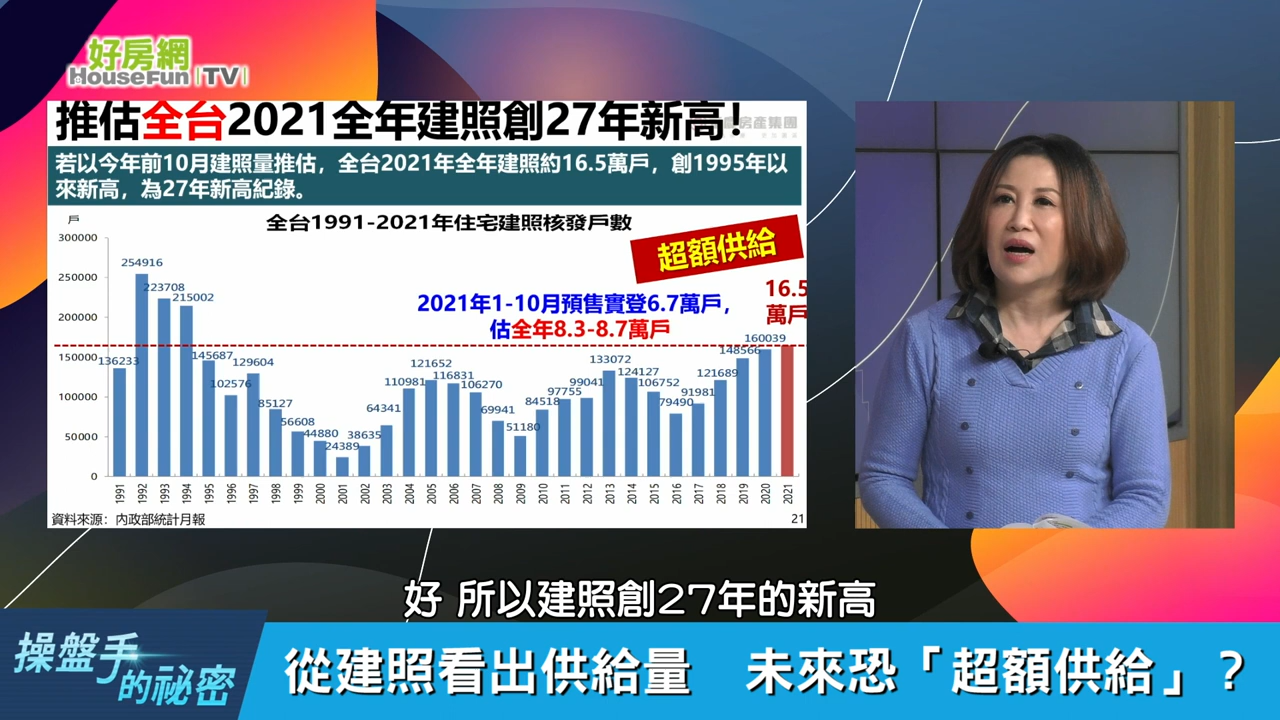 好房網
HouseFun TV
推估全台2021全年建照創27年新高!
房產集團
若以今年前10月建照量推估，全台2021年全年建照約16.5萬戶，創1995年以
來新高，為27年新高紀錄。
戶
全台1991-2021年住宅建照核發戶數
超額供給
2021年1-10月預售實登6.7萬戶，
估全年8.3-8.7萬戶
16.5
萬戶
300000
250000
200000
150000
100000
50000
0
136233
254916
223708
215002
145687
102576
129604
85127
56608
44880
24389
38635
64341
110981
121652
116831
106270
69941
51180
84518
97755
99041
133072
124127
106752
79490
91981
121689
148566
160039
1991 1992 1993 1994 1995 1996 1997 1998 1999 2000 2001 2002 2003 2004 2005 2006 2007 2008 2009 2010 2011 2012 2013 2014 2015 2016 2017 2018 2019 2020 2021
資料來源：內政部統計月報
21
好 所以建照創27年的新高
操盤手
的祕密
從建照看出供給量 未來恐「超額供給」？